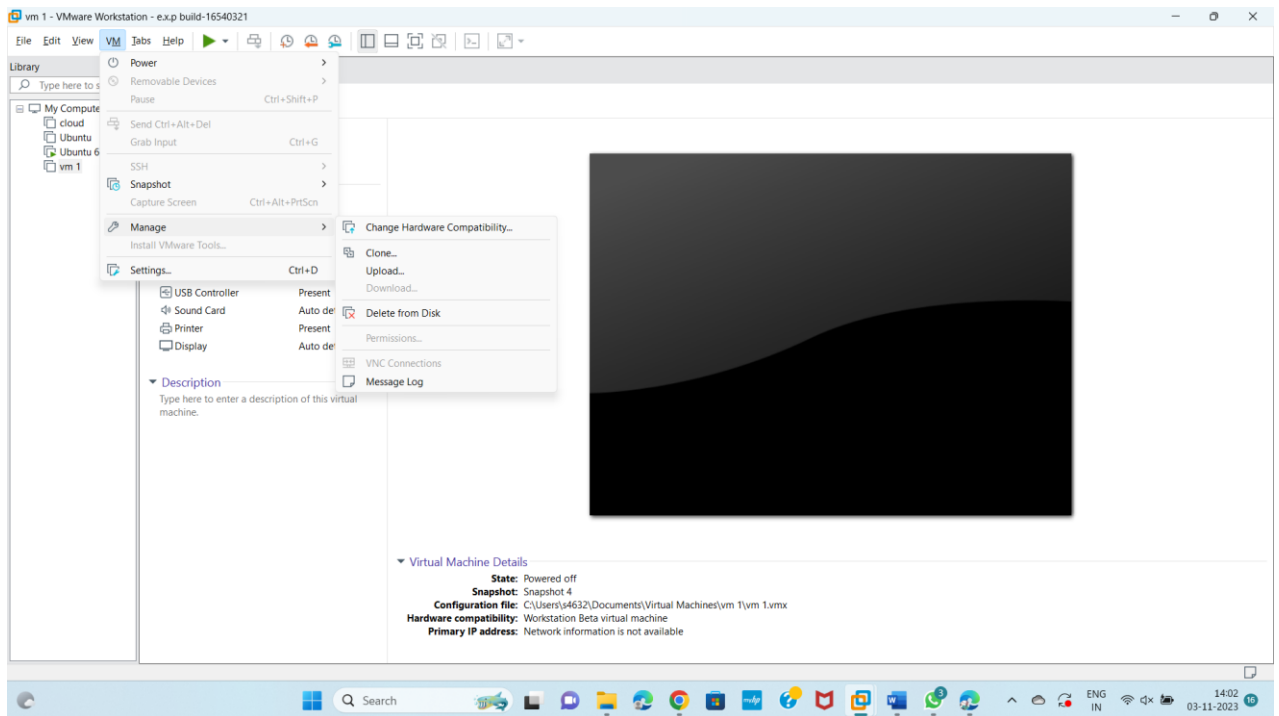 vm 1 - VMware Workstation - e.x.p build-16540321
File Edit View VM Tabs Help
Library
Type here to s
My Compute
cloud
Ubuntu
Ubuntu 6
vm 1
Power
Removable Devices
Pause Ctrl+Shift+P
Send Ctrl+Alt+Del
Grab Input Ctrl+G
SSH
Snapshot
Capture Screen Ctrl+Alt+PrtScn
Manage
Install VMware Tools...
Settings... Ctrl+D
Change Hardware Compatibility...
Clone...
Upload...
Download...
Delete from Disk
Permissions...
VNC Connections
Message Log
USB Controller Present
Sound Card Auto de
Printer Present
Display Auto de
Description
Type here to enter a description of this virtual
machine.
Virtual Machine Details
State: Powered off
Snapshot: Snapshot 4
Configuration file: C:\Users\s4632\Documents\Virtual Machines\vm 1\vm 1.vmx
Hardware compatibility: Workstation Beta virtual machine
Primary IP address: Network information is not available
Search
mhp
3
ENG
IN
14:02
03-11-2023
16